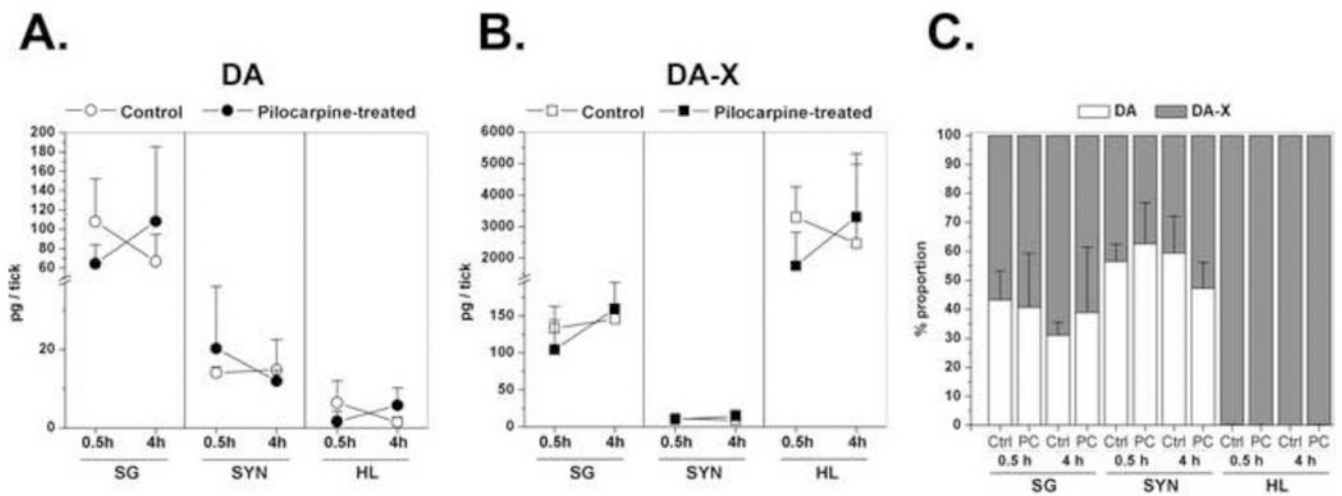 A.
DA
Control Pilocarpine-treated
pg / tick
200
180
160
140
120
100
80
60
20
0
0.5h 4h 0.5h 4h 0.5h 4h
SG SYN HL
B.
DA-X
Control Pilocarpine-treated
pg / tick
6000
5000
4000
3000
2000
150
100
50
0
0.5h 4h 0.5h 4h 0.5h 4h
SG SYN HL
C.
DA DA-X
% proportion
100
90
80
70
60
50
40
30
20
10
0
Ctrl PC Ctrl PC Ctrl PC Ctrl PC Ctrl PC Ctrl PC
0.5 h 4 h 0.5 h 4 h 0.5 h 4 h
SG SYN HL